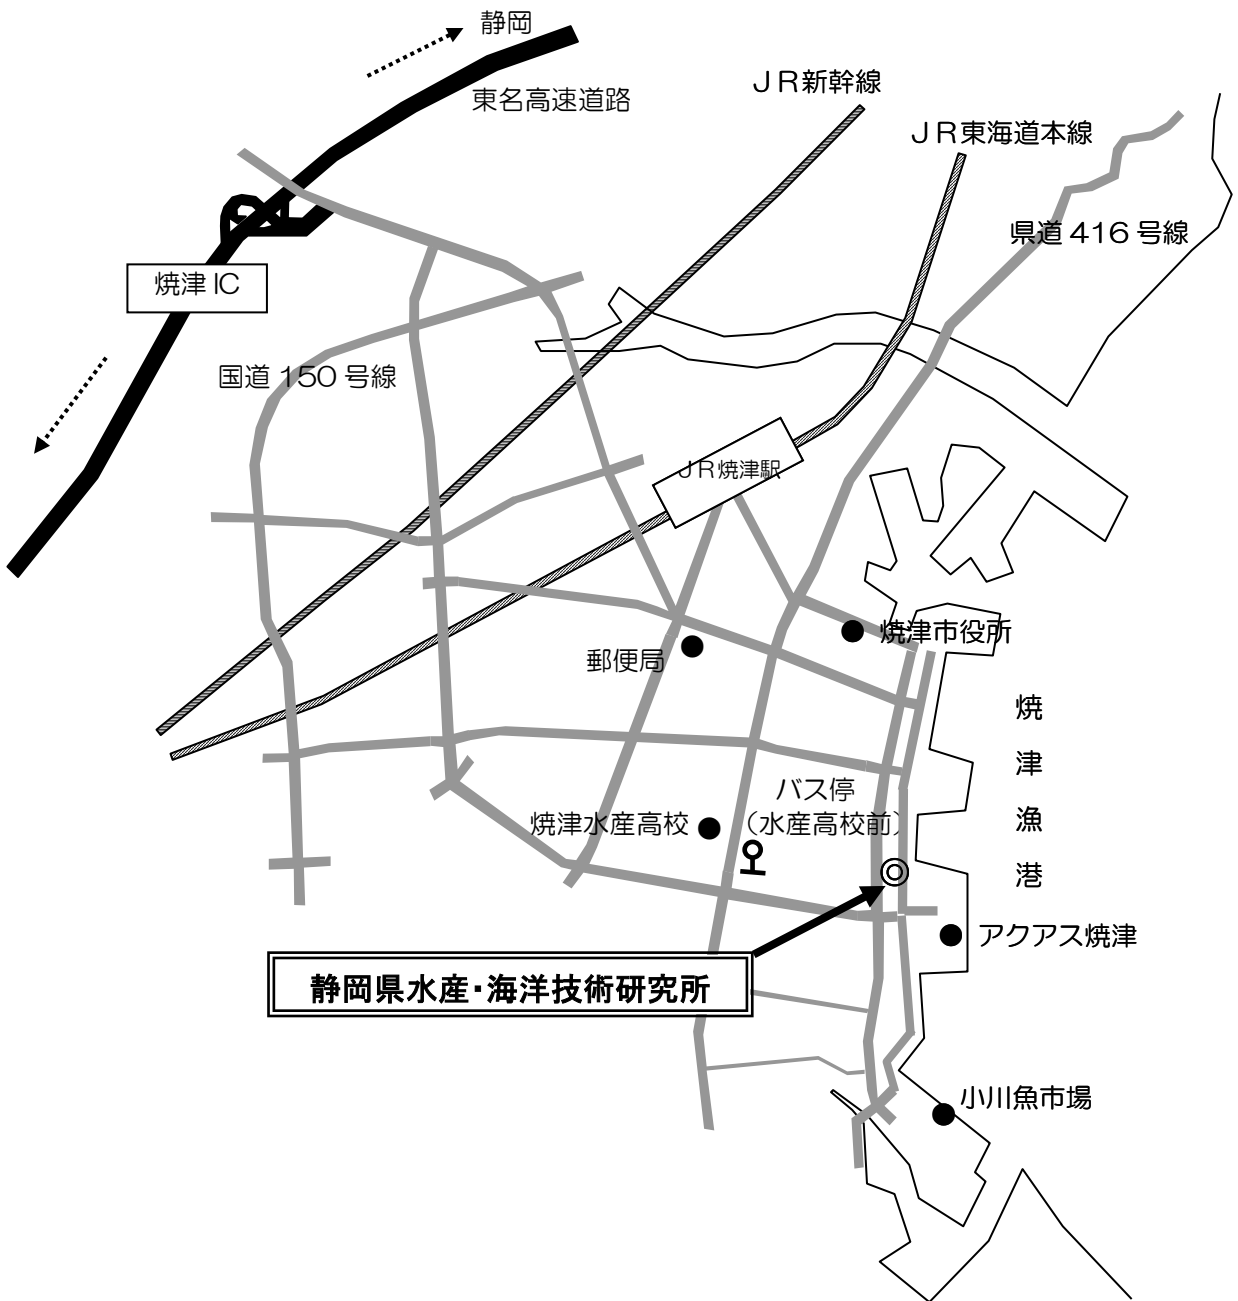 静岡
東名高速道路
ＪＲ新幹線
ＪＲ東海道本線
県道416号線
焼津IC
国道150号線
ＪＲ焼津駅
焼津市役所
郵便局
焼津漁港
バス停
（水産高校前）
焼津水産高校
アクアス焼津
静岡県水産・海洋技術研究所
小川魚市場